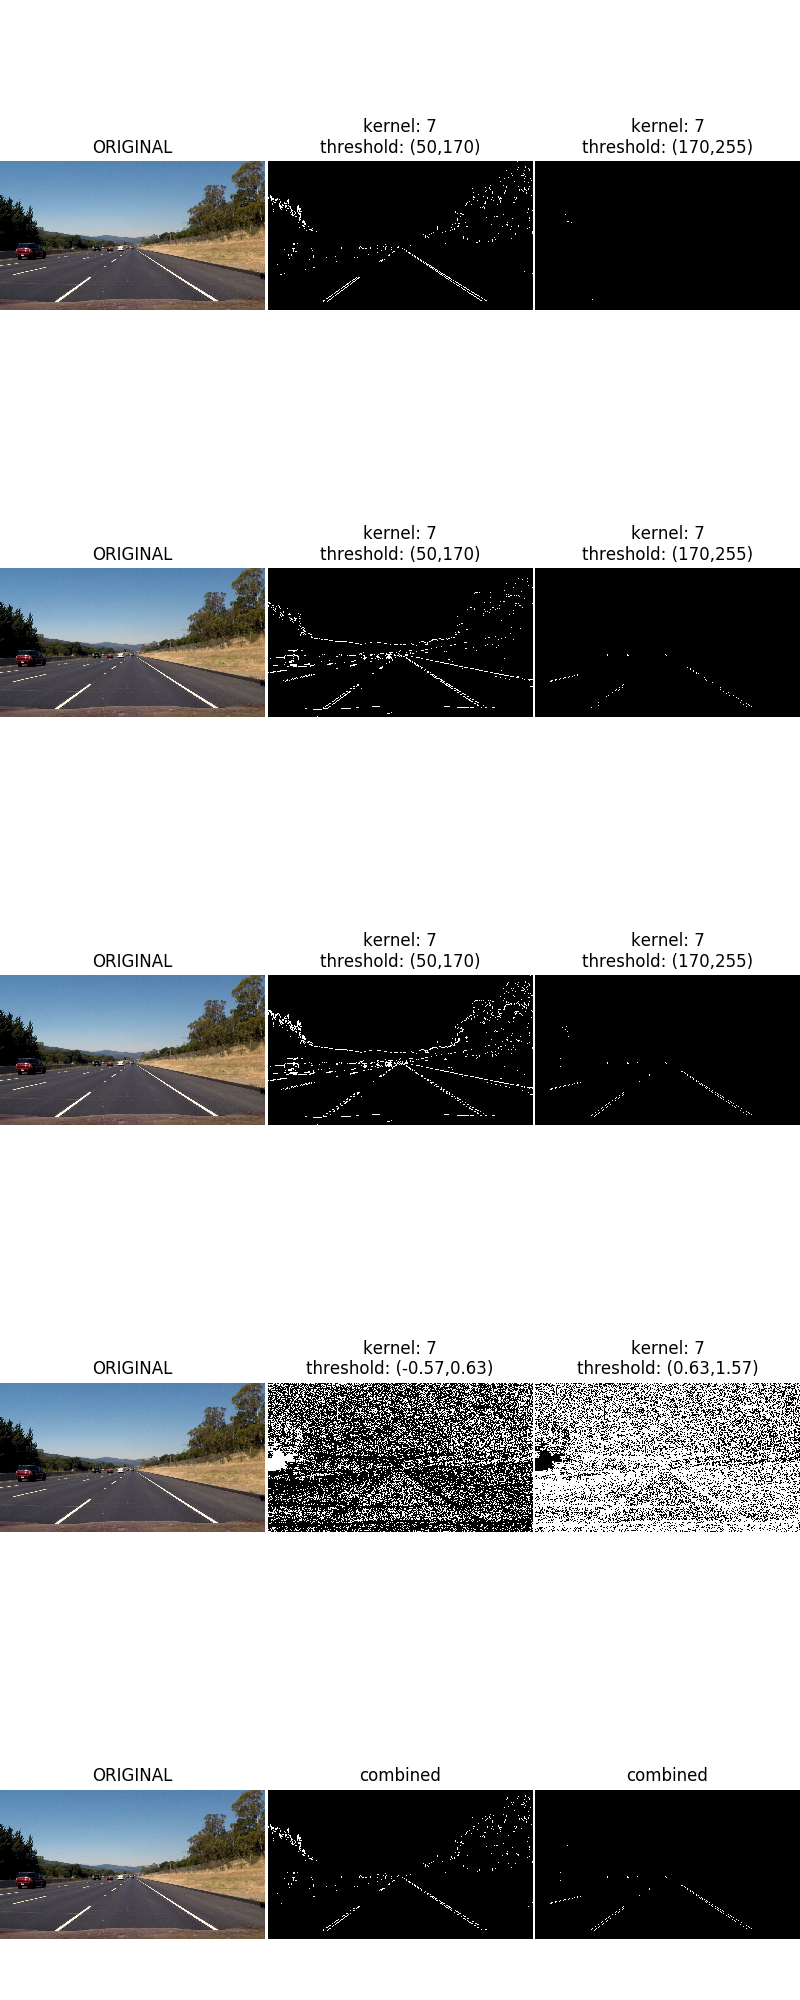 kernel: 7
kernel: 7
ORIGINAL
threshold: (50,170)
threshold: (170,255)
kernel: 7
kernel: 7
ORIGINAL
threshold: (50,170)
threshold: (170,255)
kernel: 7
kernel: 7
ORIGINAL
threshold: (50,170)
threshold: (170,255)
kernel: 7
kernel: 7
ORIGINAL
threshold: (-0.57,0.63)
threshold: (0.63,1.57)
ORIGINAL
combined
combined